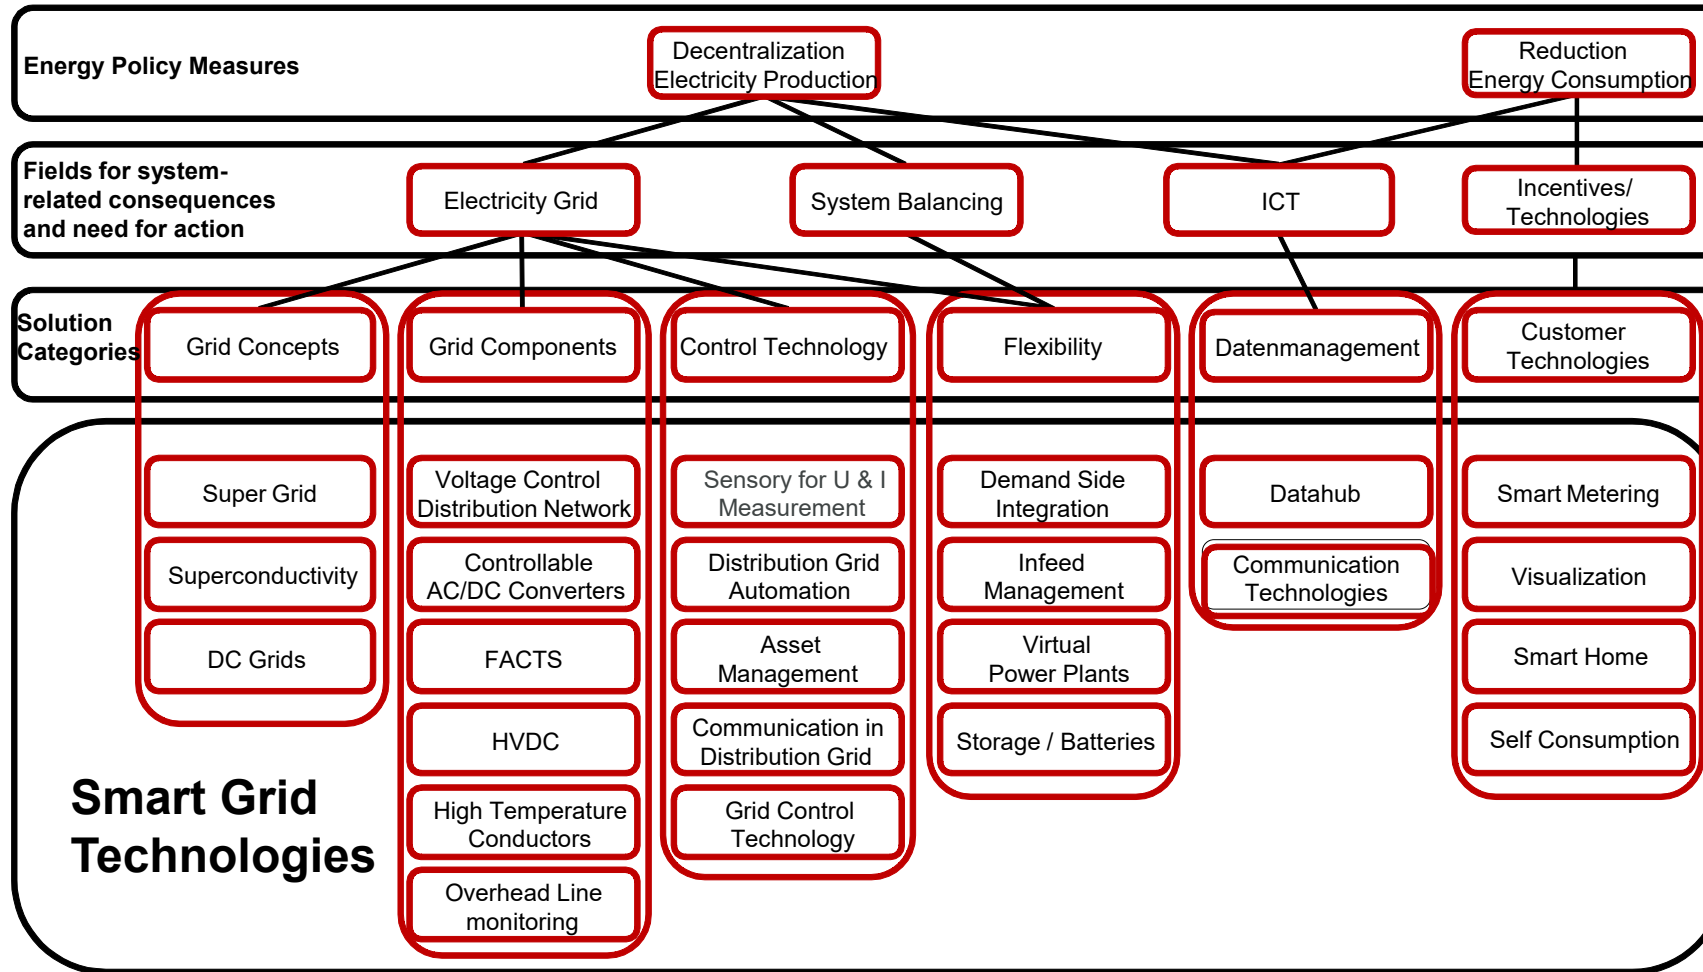 Energy Policy Measures
Decentralization
Electricity Production
Reduction
Energy Consumption
Fields for system-
related consequences
and need for action
Electricity Grid
System Balancing
ICT
Incentives/
Technologies
Solution
Categories
Grid Concepts
Grid Components
Control Technology
Flexibility
Datenmanagement
Customer
Technologies
Super Grid
Superconductivity
DC Grids
Voltage Control
Distribution Network
Controllable
AC/DC Converters
FACTS
HVDC
High Temperature
Conductors
Overhead Line
monitoring
Sensory for U & I
Measurement
Distribution Grid
Automation
Asset
Management
Communication in
Distribution Grid
Grid Control
Technology
Demand Side
Integration
Infeed
Management
Virtual
Power Plants
Storage / Batteries
Datahub
Communication
Technologies
Smart Metering
Visualization
Smart Home
Self Consumption
Smart Grid
Technologies